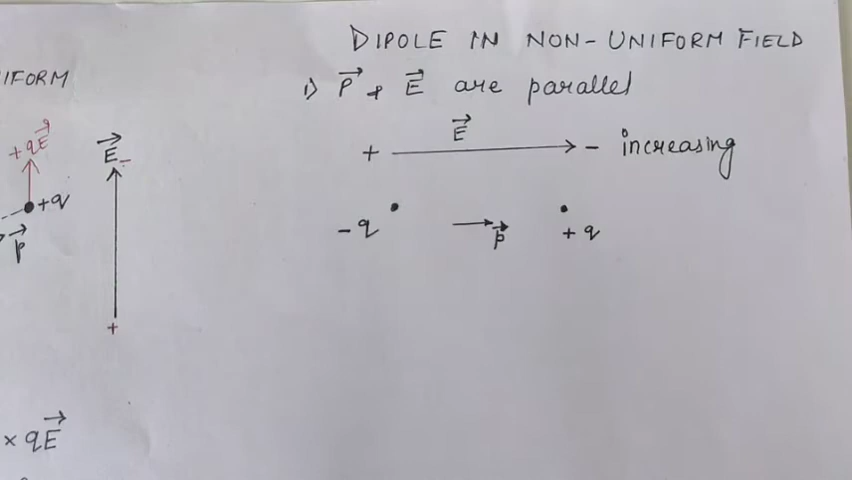 DIPOLE IN NON-UNIFORM FIELD
IFORM
1) P⃗ & E⃗ are parallel
+qE⃗
E⃗
E⃗
-
+ - increasing
+q
-q p⃗ +q
p⃗
+
× qE⃗